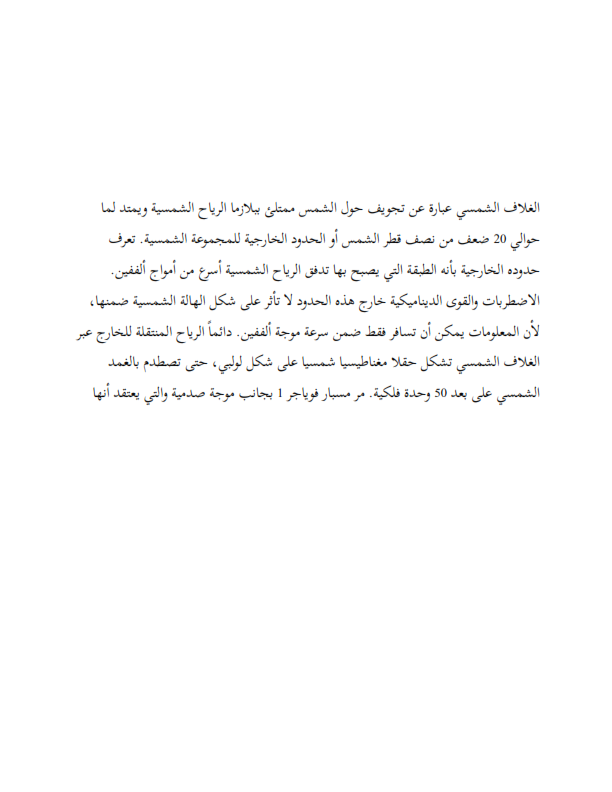 الغلاف الشمسي عبارة عن تجويف حول الشمس ممتلئ ببلازما الرياح الشمسية ويمتد لما
حوالي 20 ضعف من نصف قطر الشمس أو الحدود الخارجية للمجموعة الشمسية. تعرف
حدوده الخارجية بأنه الطبقة التي يصبح بها تدفق الرياح الشمسية أسرع من أمواج ألففين.
الاضطربات والقوى الديناميكية خارج هذه الحدود لا تأثر على شكل الهالة الشمسية ضمنها،
لأن المعلومات يمكن أن تسافر فقط ضمن سرعة موجة ألففين. دائماً الرياح المنتقلة للخارج عبر
الغلاف الشمسي تشكل حقلا مغناطيسيا شمسيا على شكل لولبي، حتى تصطدم بالغمد
الشمسي على بعد 50 وحدة فلكية. مر مسبار فوياجر 1 بجانب موجة صدمية والتي يعتقد أنها